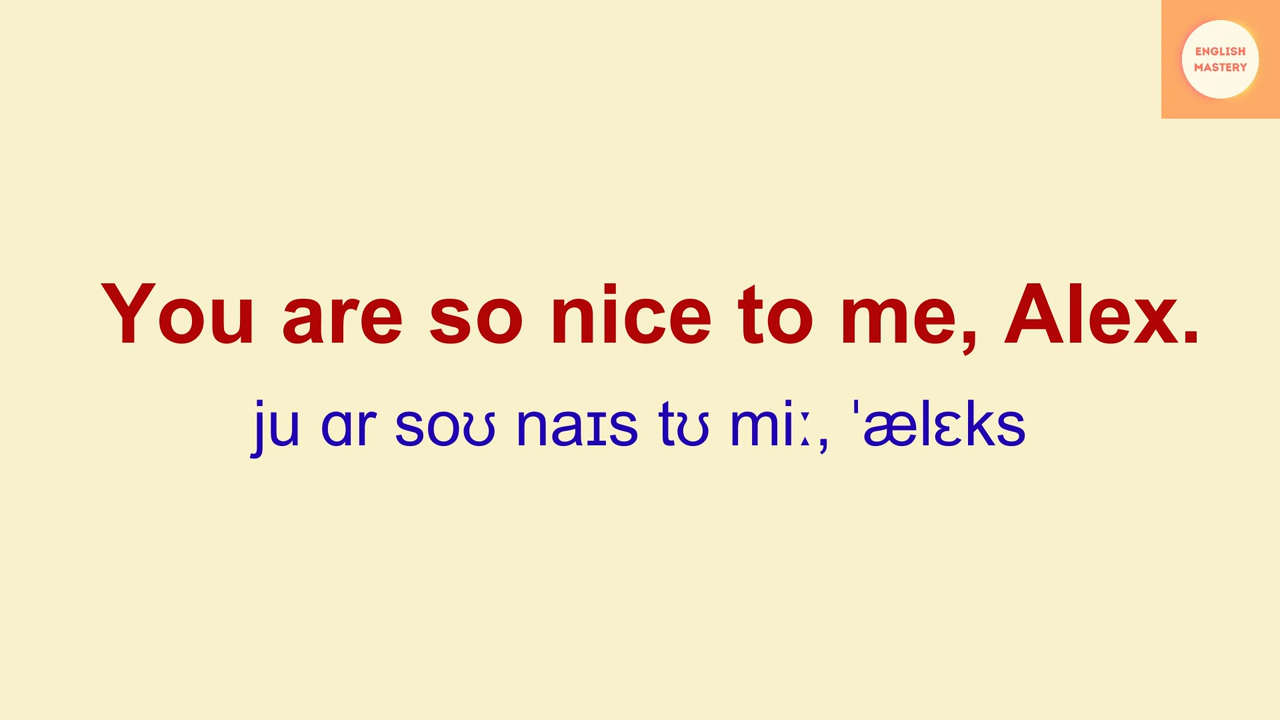 ENGLISH
MASTERY
You are so nice to me, Alex.
ju ɑr soʊ naɪs tʊ miː, ˈælɛks